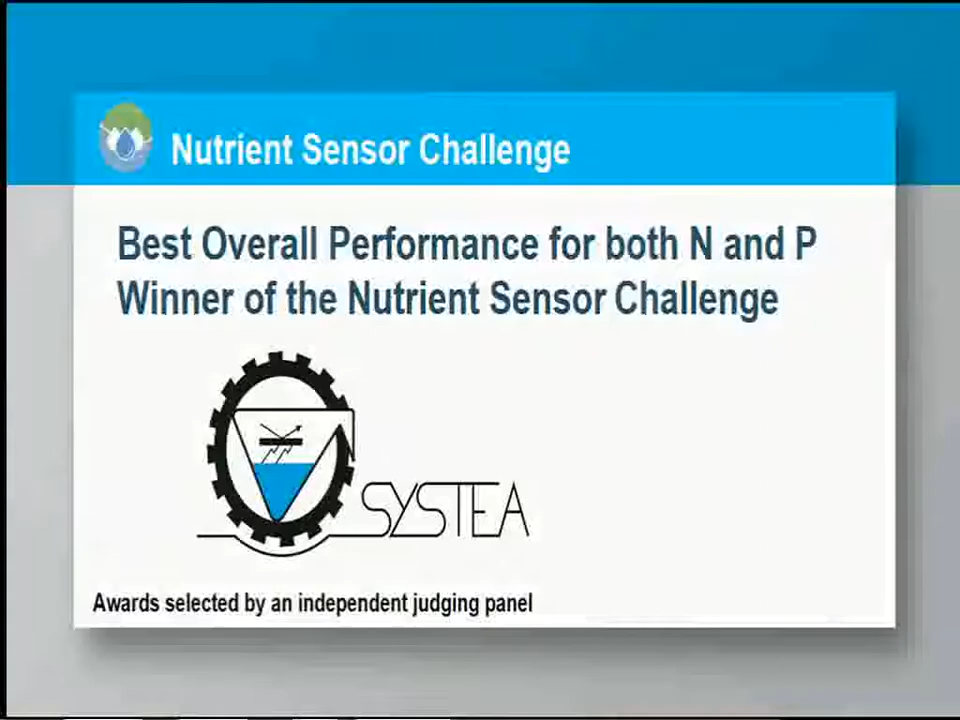 Nutrient Sensor Challenge
Best Overall Performance for both N and P
Winner of the Nutrient Sensor Challenge
SYSTEA
Awards selected by an independent judging panel